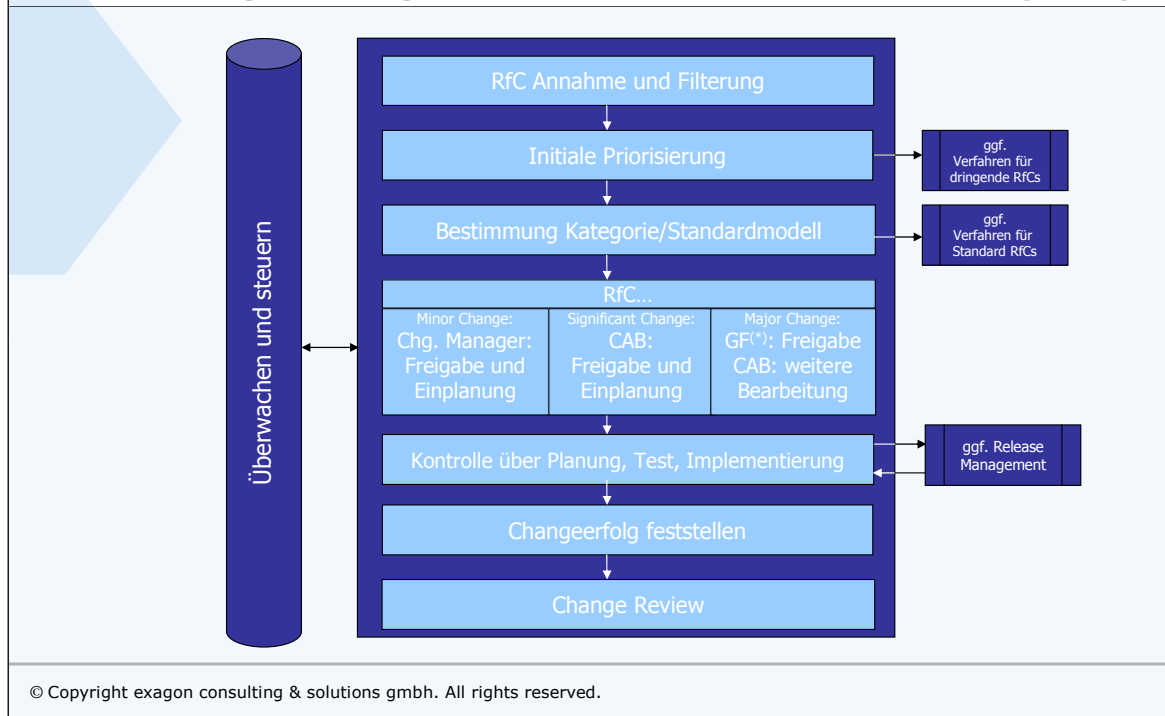 RfC Annahme und Filterung
Initiale Priorisierung
ggf.
Verfahren für
dringende RfCs
Bestimmung Kategorie/Standardmodell
ggf.
Verfahren für
Standard RfCs
Überwachen und steuern
RfC…
Minor Change:
Chg. Manager:
Freigabe und
Einplanung
Significant Change:
CAB:
Freigabe und
Einplanung
Major Change:
GF(*): Freigabe
CAB: weitere
Bearbeitung
Kontrolle über Planung, Test, Implementierung
ggf. Release
Management
Changeerfolg feststellen
Change Review
© Copyright exagon consulting & solutions gmbh. All rights reserved.